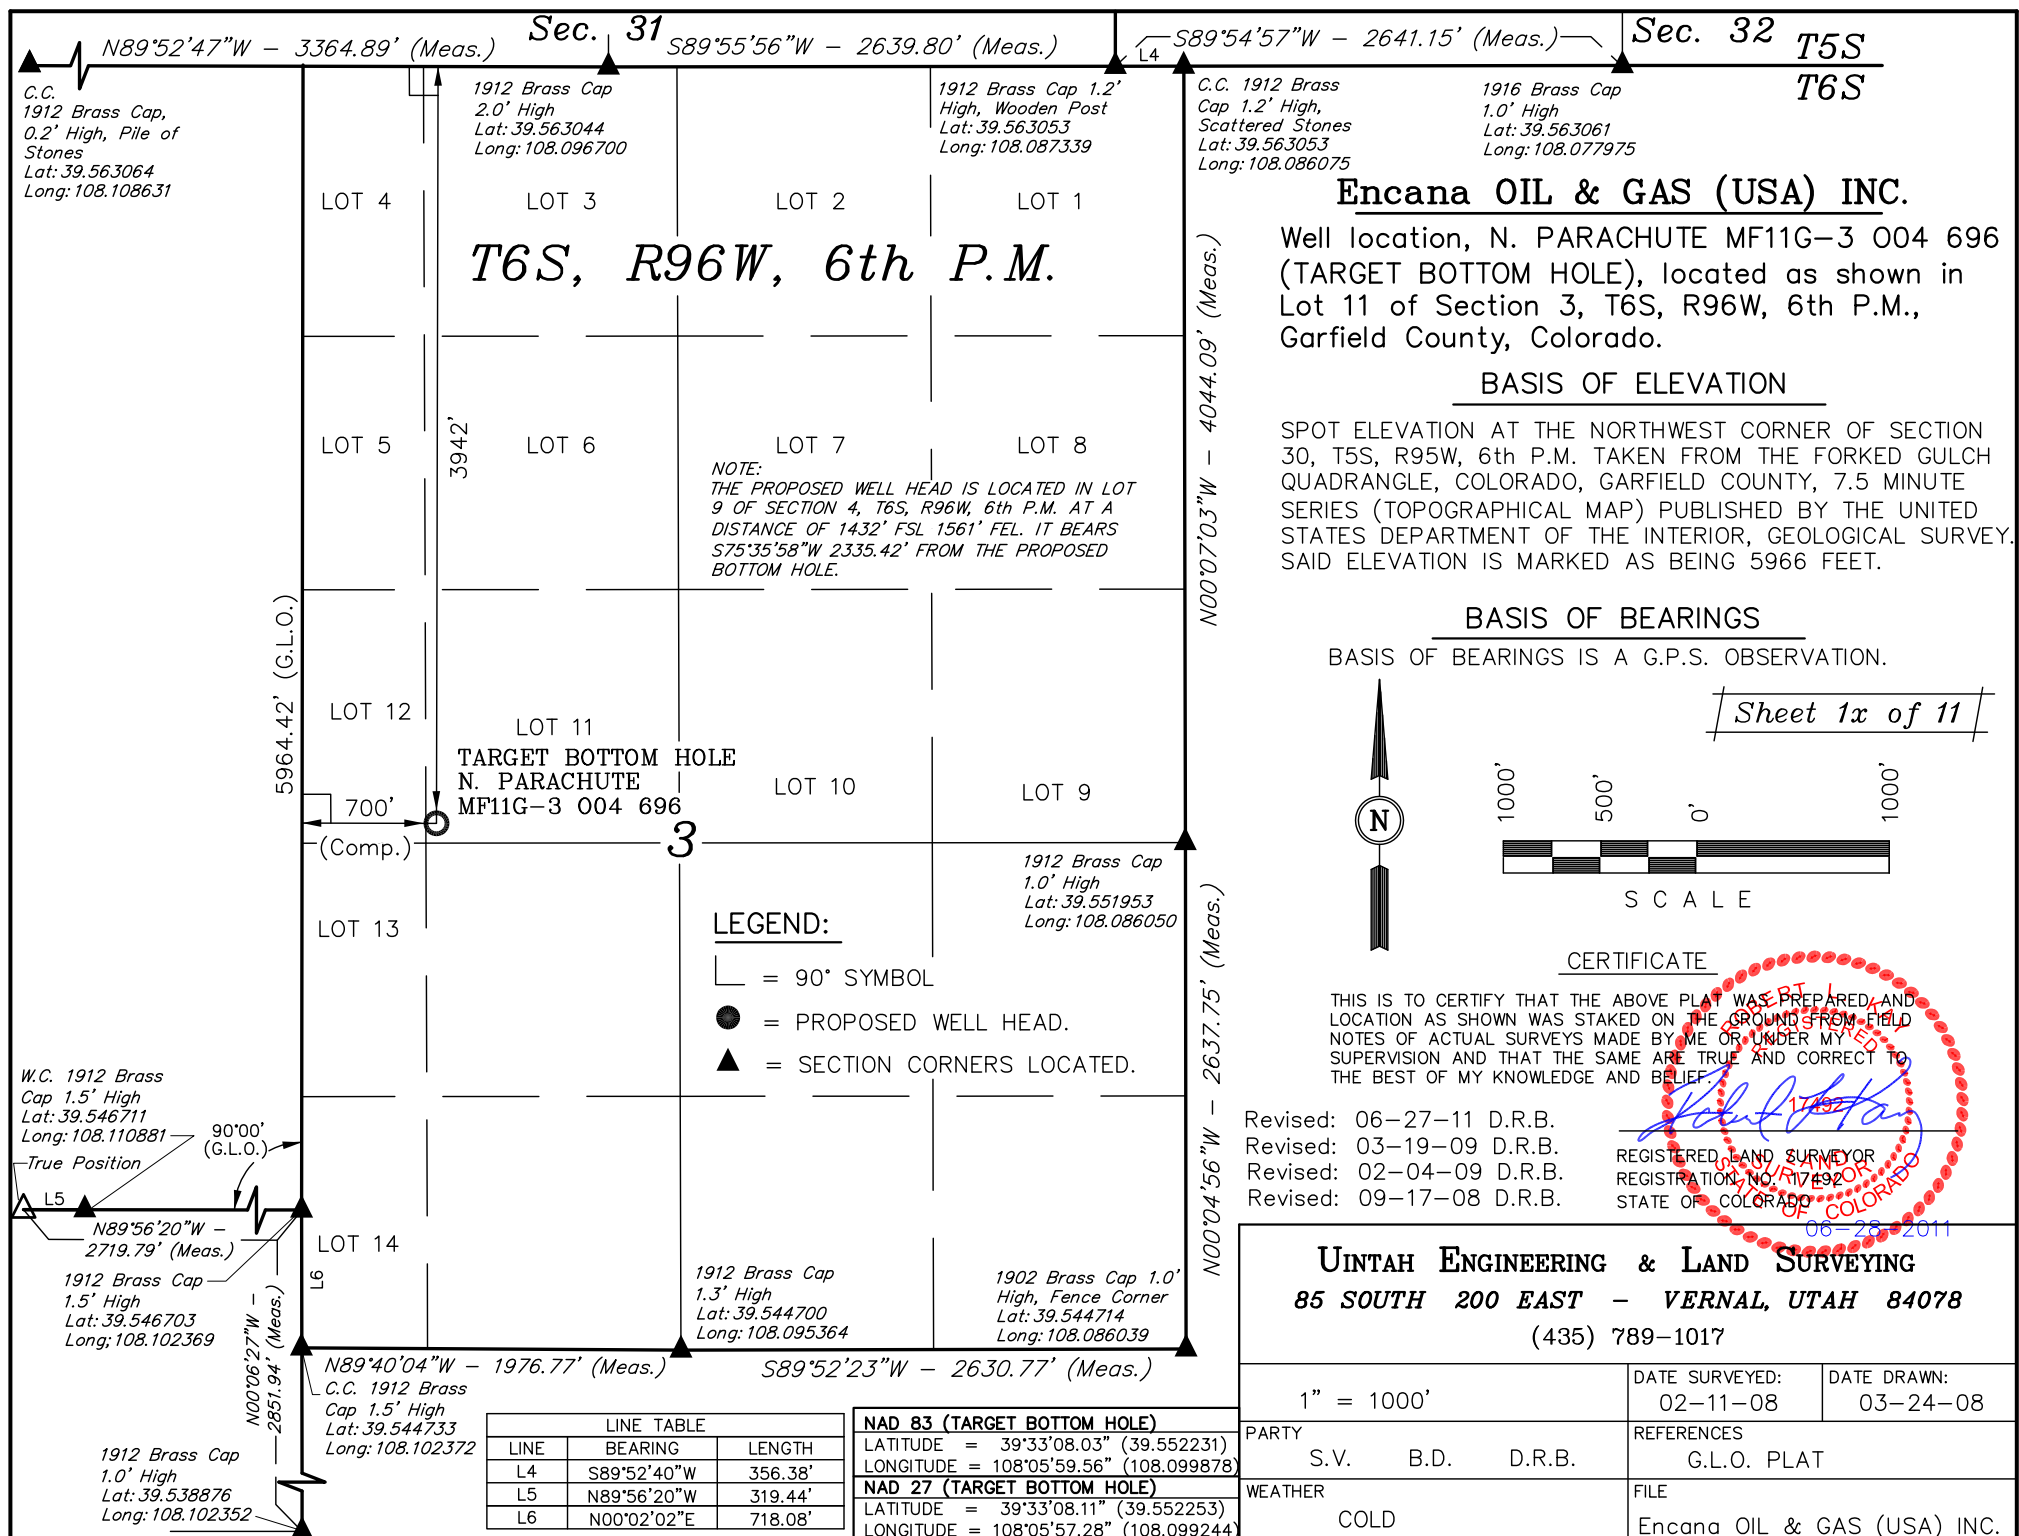 N89°52'47"W – 3364.89' (Meas.)
Sec. 31
S89°55'56"W – 2639.80' (Meas.)
S89°54'57"W – 2641.15' (Meas.)
L4
Sec. 32
T5S
T6S
C.C.
1912 Brass Cap,
0.2' High, Pile of
Stones
Lat: 39.563064
Long: 108.108631
1912 Brass Cap
2.0' High
Lat: 39.563044
Long: 108.096700
1912 Brass Cap 1.2'
High, Wooden Post
Lat: 39.563053
Long: 108.087339
C.C. 1912 Brass
Cap 1.2' High,
Scattered Stones
Lat: 39.563053
Long: 108.086075
1916 Brass Cap
1.0' High
Lat: 39.563061
Long: 108.077975
LOT 4
LOT 3
LOT 2
LOT 1
T6S, R96W, 6th P.M.
Encana OIL & GAS (USA) INC.
Well location, N. PARACHUTE MF11G–3 O04 696
(TARGET BOTTOM HOLE), located as shown in
Lot 11 of Section 3, T6S, R96W, 6th P.M.,
Garfield County, Colorado.
BASIS OF ELEVATION
SPOT ELEVATION AT THE NORTHWEST CORNER OF SECTION
30, T5S, R95W, 6th P.M. TAKEN FROM THE FORKED GULCH
QUADRANGLE, COLORADO, GARFIELD COUNTY, 7.5 MINUTE
SERIES (TOPOGRAPHICAL MAP) PUBLISHED BY THE UNITED
STATES DEPARTMENT OF THE INTERIOR, GEOLOGICAL SURVEY.
SAID ELEVATION IS MARKED AS BEING 5966 FEET.
N00°07'03"W – 4044.09' (Meas.)
3942'
LOT 5
LOT 6
LOT 7
LOT 8
NOTE:
THE PROPOSED WELL HEAD IS LOCATED IN LOT
9 OF SECTION 4, T6S, R96W, 6th P.M. AT A
DISTANCE OF 1432' FSL 1561' FEL. IT BEARS
S75°35'58"W 2335.42' FROM THE PROPOSED
BOTTOM HOLE.
BASIS OF BEARINGS
BASIS OF BEARINGS IS A G.P.S. OBSERVATION.
Sheet 1x of 11
N
1000'
500'
0'
1000'
SCALE
5964.42' (G.L.O.)
LOT 12
LOT 11
TARGET BOTTOM HOLE
N. PARACHUTE
MF11G–3 O04 696
LOT 10
LOT 9
700'
(Comp.)
3
1912 Brass Cap
1.0' High
Lat: 39.551953
Long: 108.086050
LOT 13
LEGEND:
= 90° SYMBOL
= PROPOSED WELL HEAD.
= SECTION CORNERS LOCATED.
N00°04'56"W – 2637.75' (Meas.)
CERTIFICATE
THIS IS TO CERTIFY THAT THE ABOVE PLAT WAS PREPARED AND
LOCATION AS SHOWN WAS STAKED ON THE GROUND FROM FIELD
NOTES OF ACTUAL SURVEYS MADE BY ME OR UNDER MY
SUPERVISION AND THAT THE SAME ARE TRUE AND CORRECT TO
THE BEST OF MY KNOWLEDGE AND BELIEF.
ROBERT L. KAY
REGISTERED
17492
LAND
SURVEYOR
STATE OF COLORADO
REGISTERED LAND SURVEYOR
REGISTRATION NO. 17492
STATE OF COLORADO
06–28–2011
Revised: 06–27–11 D.R.B.
Revised: 03–19–09 D.R.B.
Revised: 02–04–09 D.R.B.
Revised: 09–17–08 D.R.B.
W.C. 1912 Brass
Cap 1.5' High
Lat: 39.546711
Long: 108.110881
True Position
90°00'
(G.L.O.)
L5
N89°56'20"W –
2719.79' (Meas.)
1912 Brass Cap
1.5' High
Lat: 39.546703
Long; 108.102369
LOT 14
L6
N00°06'27"W –
2851.94' (Meas.)
1912 Brass Cap
1.3' High
Lat: 39.544700
Long: 108.095364
1902 Brass Cap 1.0'
High, Fence Corner
Lat: 39.544714
Long: 108.086039
N89°40'04"W – 1976.77' (Meas.)
S89°52'23"W – 2630.77' (Meas.)
C.C. 1912 Brass
Cap 1.5' High
Lat: 39.544733
Long: 108.102372
1912 Brass Cap
1.0' High
Lat: 39.538876
Long: 108.102352
LINE TABLE
LINE BEARING LENGTH
L4 S89°52'40"W 356.38'
L5 N89°56'20"W 319.44'
L6 N00°02'02"E 718.08'
NAD 83 (TARGET BOTTOM HOLE)
LATITUDE = 39°33'08.03" (39.552231)
LONGITUDE = 108°05'59.56" (108.099878)
NAD 27 (TARGET BOTTOM HOLE)
LATITUDE = 39°33'08.11" (39.552253)
LONGITUDE = 108°05'57.28" (108.099244)
UINTAH ENGINEERING & LAND SURVEYING
85 SOUTH 200 EAST – VERNAL, UTAH 84078
(435) 789–1017
1" = 1000'
DATE SURVEYED:
02–11–08
DATE DRAWN:
03–24–08
PARTY
S.V. B.D. D.R.B.
REFERENCES
G.L.O. PLAT
WEATHER
COLD
FILE
Encana OIL & GAS (USA) INC.